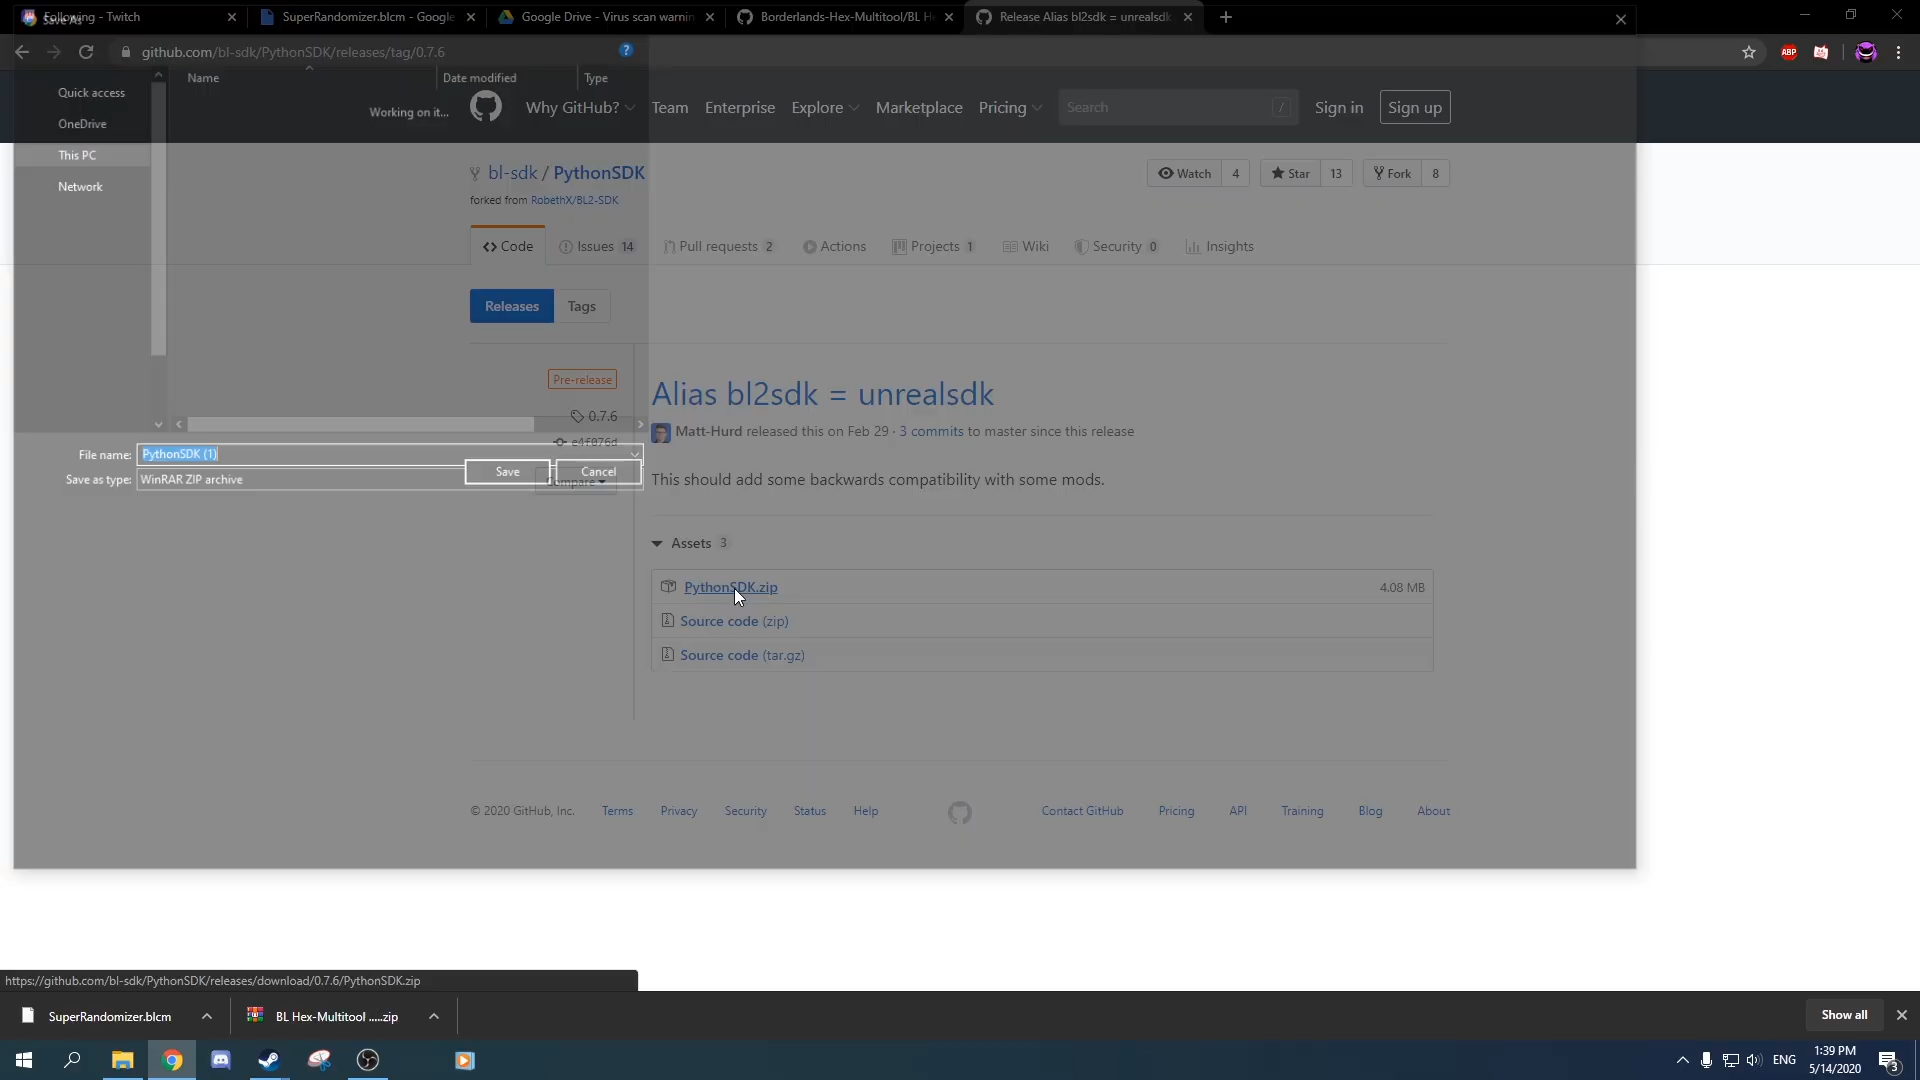 Following - Twitch
SuperRandomizer.blcm - Google
Google Drive - Virus scan warnin
Borderlands-Hex-Multitool/BL He
Release Alias bl2sdk = unrealsdk
github.com/bl-sdk/PythonSDK/releases/tag/0.7.6
ABP
Name
Date modified
Type
Working on it...
Quick access
OneDrive
This PC
Network
Why GitHub?
Team
Enterprise
Explore
Marketplace
Pricing
Search
/
Sign in
Sign up
bl-sdk / PythonSDK
forked from RobethX/BL2-SDK
Watch 4
Star 13
Fork 8
Code
Issues 14
Pull requests 2
Actions
Projects 1
Wiki
Security 0
Insights
Releases
Tags
Pre-release
0.7.6
e4f076d
Compare
Alias bl2sdk = unrealsdk
Matt-Hurd released this on Feb 29 · 3 commits to master since this release
This should add some backwards compatibility with some mods.
File name: PythonSDK (1)
Save as type: WinRAR ZIP archive
Save
Cancel
Assets 3
PythonSDK.zip 4.08 MB
Source code (zip)
Source code (tar.gz)
© 2020 GitHub, Inc.
Terms
Privacy
Security
Status
Help
Contact GitHub
Pricing
API
Training
Blog
About
https://github.com/bl-sdk/PythonSDK/releases/download/0.7.6/PythonSDK.zip
SuperRandomizer.blcm
BL Hex-Multitool .....zip
Show all
ENG
1:39 PM
5/14/2020
3